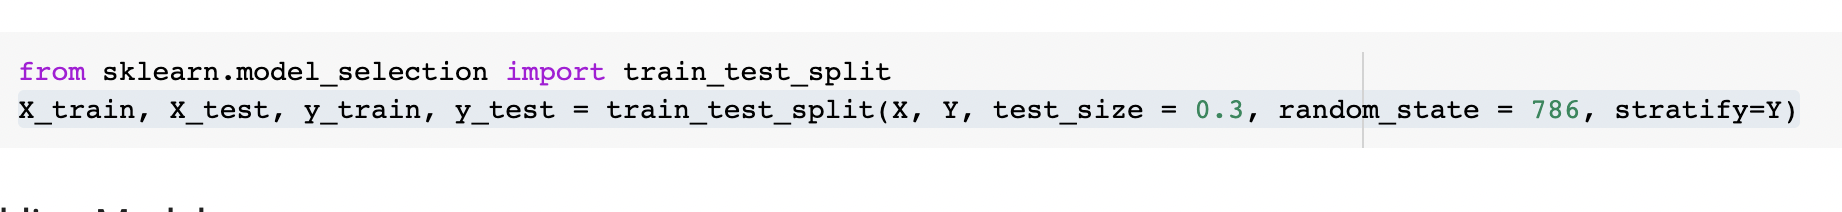 from sklearn.model_selection import train_test_split
X_train, X_test, y_train, y_test = train_test_split(X, Y, test_size = 0.3, random_state = 786, stratify=Y)